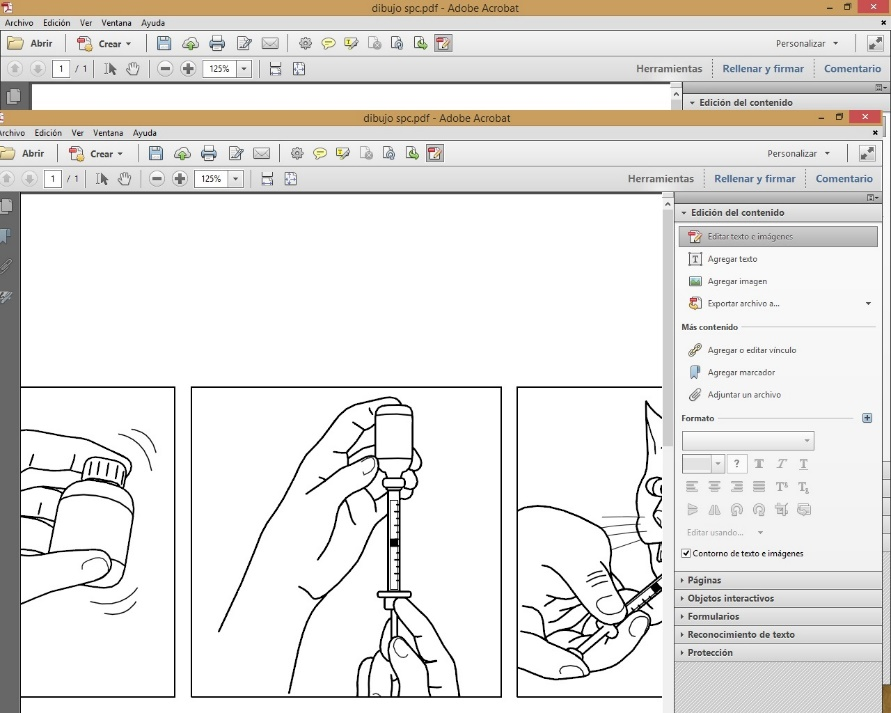 dibujo spc.pdf - Adobe Acrobat
Archivo Edición Ver Ventana Ayuda
Abrir Crear Personalizar
1 / 1 125% Herramientas Rellenar y firmar Comentario
Edición del contenido
dibujo spc.pdf - Adobe Acrobat
Archivo Edición Ver Ventana Ayuda
Abrir Crear Personalizar
1 / 1 125% Herramientas Rellenar y firmar Comentario
Edición del contenido
Editar texto e imágenes
Agregar texto
Agregar imagen
Exportar archivo a...
Más contenido
Agregar o editar vínculo
Agregar marcador
Adjuntar un archivo
Formato
Editar usando...
Contorno de texto e imágenes
Páginas
Objetos interactivos
Formularios
Reconocimiento de texto
Protección